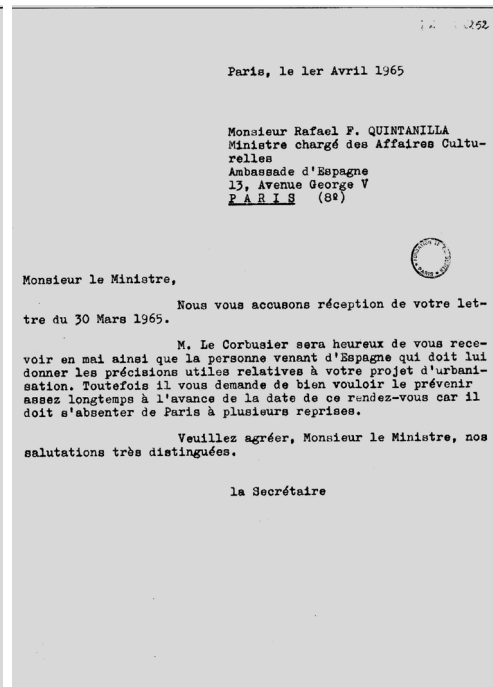 252
Paris, le 1er Avril 1965
Monsieur Rafael F. QUINTANILLA
Ministre chargé des Affaires Cultu-
relles
Ambassade d'Espagne
13, Avenue George V
P A R I S (8º)
FONDATION LE
PARIS
Monsieur le Ministre,
Nous vous accusons réception de votre let-
tre du 30 Mars 1965.
M. Le Corbusier sera heureux de vous rece-
voir en mai ainsi que la personne venant d'Espagne qui doit lui
donner les précisions utiles relatives à votre projet d'urbani-
sation. Toutefois il vous demande de bien vouloir le prévenir
assez longtemps à l'avance de la date de ce rendez-vous car il
doit s'absenter de Paris à plusieurs reprises.
Veuillez agréer, Monsieur le Ministre, nos
salutations très distinguées.
la Secrétaire